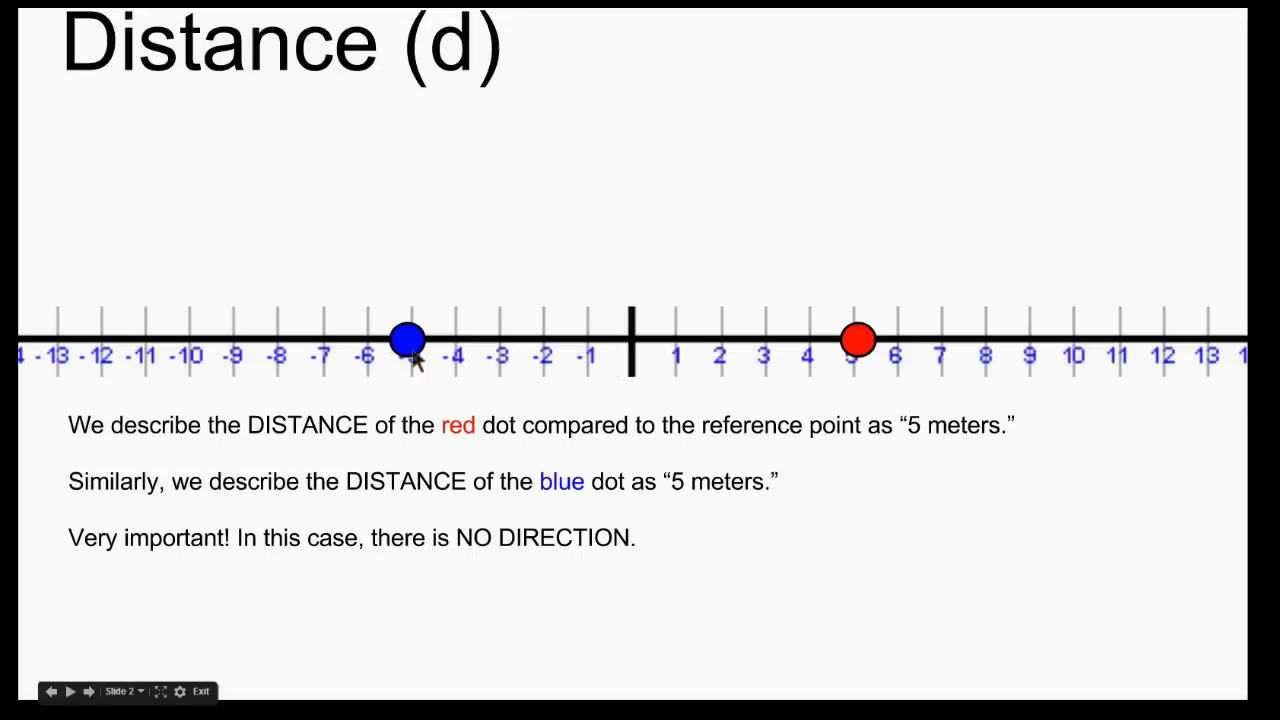 Distance (d)
-13 -12 -11 -10 -9 -8 -7 -6 -4 -3 -2 -1 1 2 3 4 5 6 7 8 9 10 11 12 13
We describe the DISTANCE of the red dot compared to the reference point as “5 meters.”
Similarly, we describe the DISTANCE of the blue dot as “5 meters.”
Very important! In this case, there is NO DIRECTION.
Slide 2 Exit